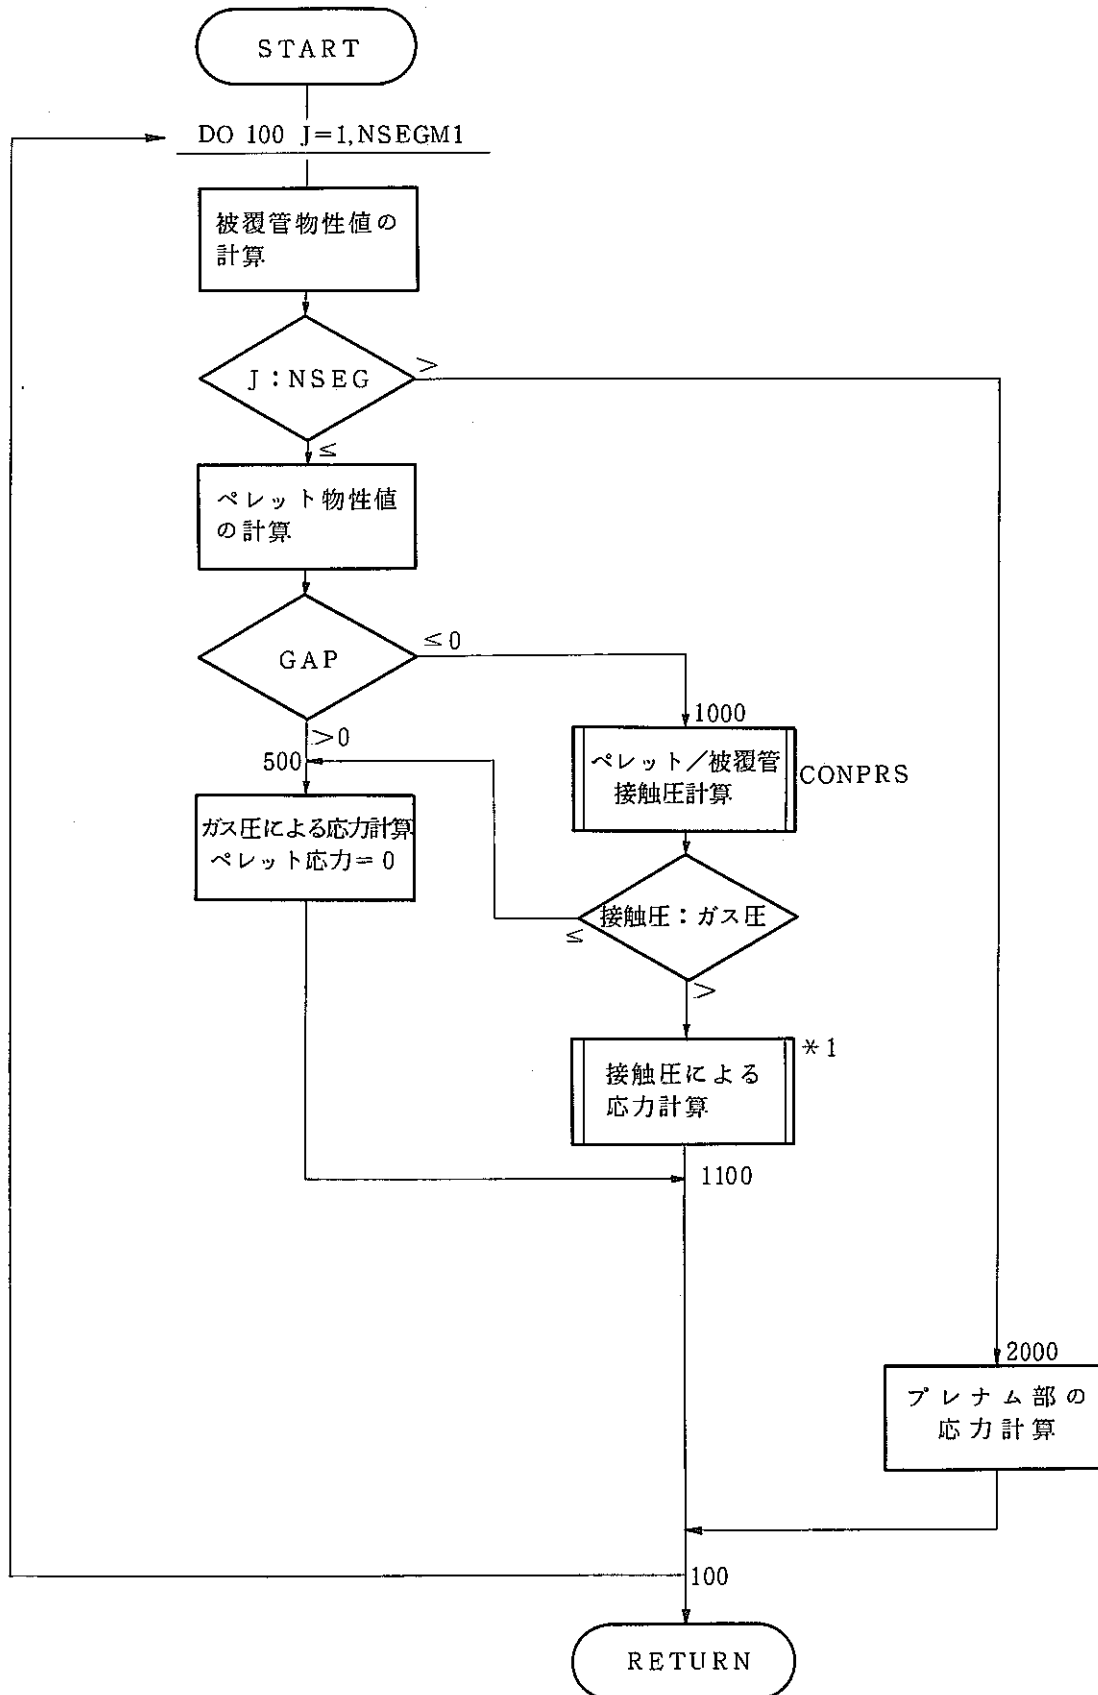 START
DO 100 J=1,NSEGM1
被覆管物性値の
計算
J：NSEG
>
≤
ペレット物性値
の計算
GAP
≤0
>0
500
1000
ペレット／被覆管
接触圧計算
CONPRS
ガス圧による応力計算
ペレット応力＝0
接触圧：ガス圧
≤
>
接触圧による
応力計算
*1
1100
2000
プレナム部の
応力計算
100
RETURN